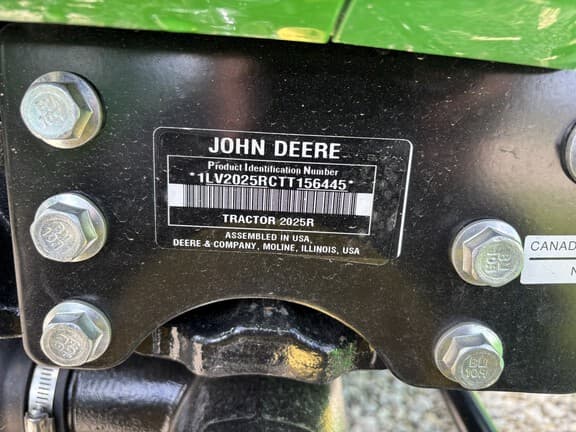 JOHN DEERE
Product Identification Number
*1LV2025RCTT156445*
TRACTOR 2025R
ASSEMBLED IN USA,
DEERE & COMPANY, MOLINE, ILLINOIS, USA
CANAD
N